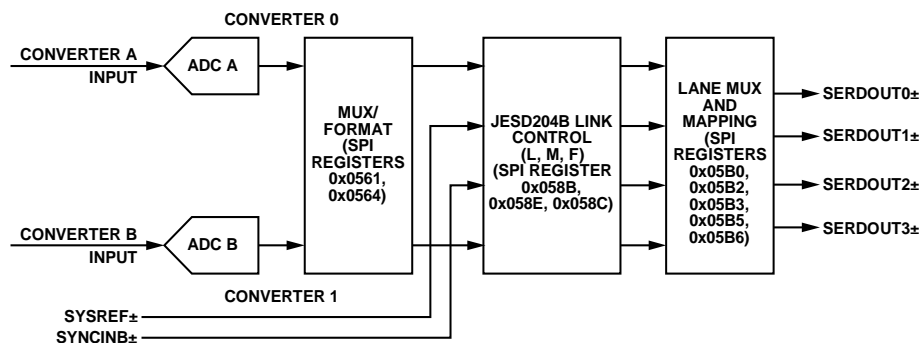 CONVERTER 0
CONVERTER A
INPUT
ADC A
MUX/
FORMAT
(SPI
REGISTERS
0x0561,
0x0564)
JESD204B LINK
CONTROL
(L, M, F)
(SPI REGISTER
0x058B,
0x058E, 0x058C)
LANE MUX
AND
MAPPING
(SPI
REGISTERS
0x05B0,
0x05B2,
0x05B3,
0x05B5,
0x05B6)
SERDOUT0±
SERDOUT1±
SERDOUT2±
SERDOUT3±
CONVERTER B
INPUT
ADC B
CONVERTER 1
SYSREF±
SYNCINB±